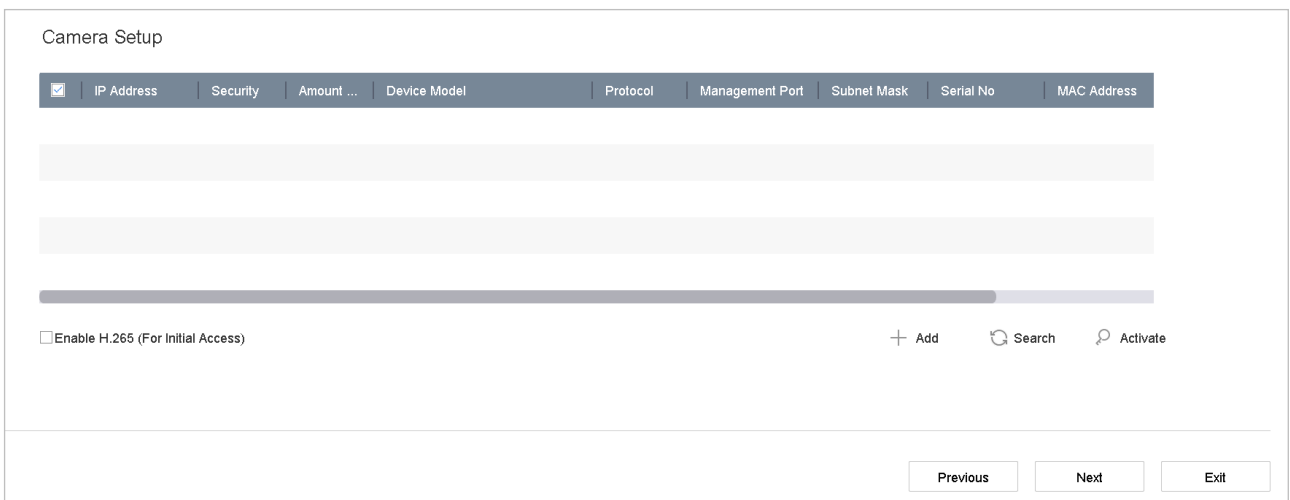 Camera Setup
IP Address Security Amount ... Device Model Protocol Management Port Subnet Mask Serial No MAC Address
Enable H.265 (For Initial Access) Add Search Activate
Previous Next Exit